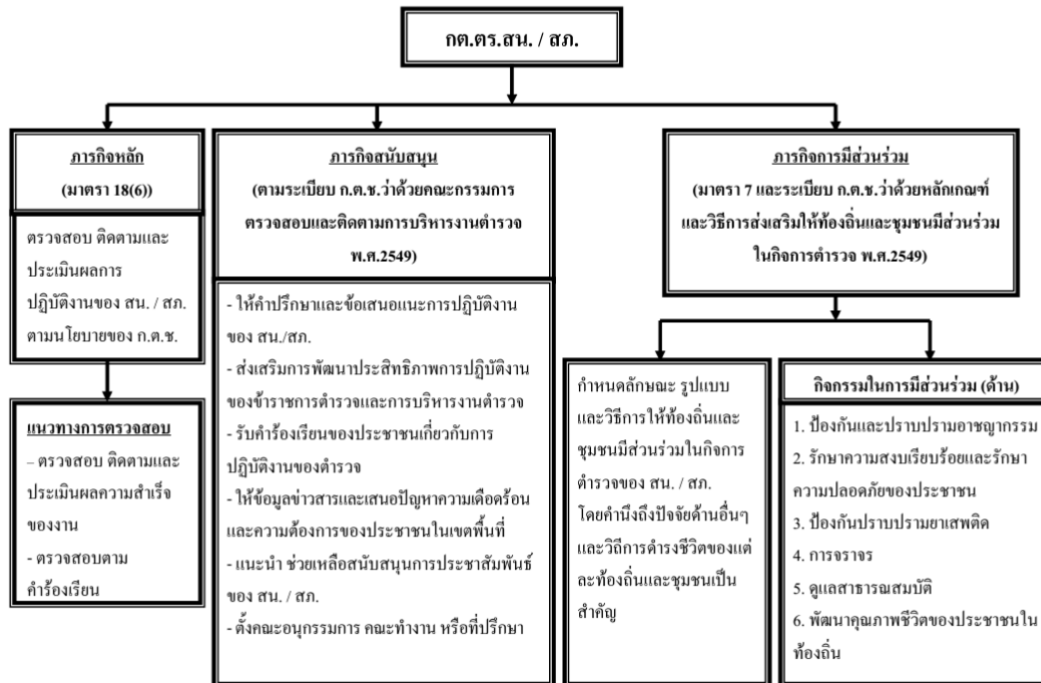 กต.ตร.สน. / สภ.
ภารกิจหลัก
(มาตรา 18(6))
ตรวจสอบ ติดตามและ
ประเมินผลการ
ปฏิบัติงานของ สน. / สภ.
ตามนโยบายของ ก.ต.ช.
แนวทางการตรวจสอบ
– ตรวจสอบ ติดตามและ
ประเมินผลความสำเร็จ
ของงาน
- ตรวจสอบตาม
คำร้องเรียน
ภารกิจสนับสนุน
(ตามระเบียบ ก.ต.ช.ว่าด้วยคณะกรรมการ
ตรวจสอบและติดตามการบริหารงานตำรวจ
พ.ศ.2549)
- ให้คำปรึกษาและข้อเสนอแนะการปฏิบัติงาน
ของ สน./สภ.
- ส่งเสริมการพัฒนาประสิทธิภาพการปฏิบัติงาน
ของข้าราชการตำรวจและการบริหารงานตำรวจ
- รับคำร้องเรียนของประชาชนเกี่ยวกับการ
ปฏิบัติงานของตำรวจ
- ให้ข้อมูลข่าวสารและเสนอปัญหาความเดือดร้อน
และความต้องการของประชาชนในเขตพื้นที่
- แนะนำ ช่วยเหลือสนับสนุนการประชาสัมพันธ์
ของ สน. / สภ.
- ตั้งคณะอนุกรรมการ คณะทำงาน หรือที่ปรึกษา
ภารกิจการมีส่วนร่วม
(มาตรา 7 และระเบียบ ก.ต.ช.ว่าด้วยหลักเกณฑ์
และวิธีการส่งเสริมให้ท้องถิ่นและชุมชนมีส่วนร่วม
ในกิจการตำรวจ พ.ศ.2549)
กำหนดลักษณะ รูปแบบ
และวิธีการให้ท้องถิ่นและ
ชุมชนมีส่วนร่วมในกิจการ
ตำรวจของ สน. / สภ.
โดยคำนึงถึงปัจจัยด้านอื่นๆ
และวิถีการดำรงชีวิตของแต่
ละท้องถิ่นและชุมชนเป็น
สำคัญ
กิจกรรมในการมีส่วนร่วม (ด้าน)
1. ป้องกันและปราบปรามอาชญากรรม
2. รักษาความสงบเรียบร้อยและรักษา
ความปลอดภัยของประชาชน
3. ป้องกันปราบปรามยาเสพติด
4. การจราจร
5. ดูแลสาธารณสมบัติ
6. พัฒนาคุณภาพชีวิตของประชาชนใน
ท้องถิ่น